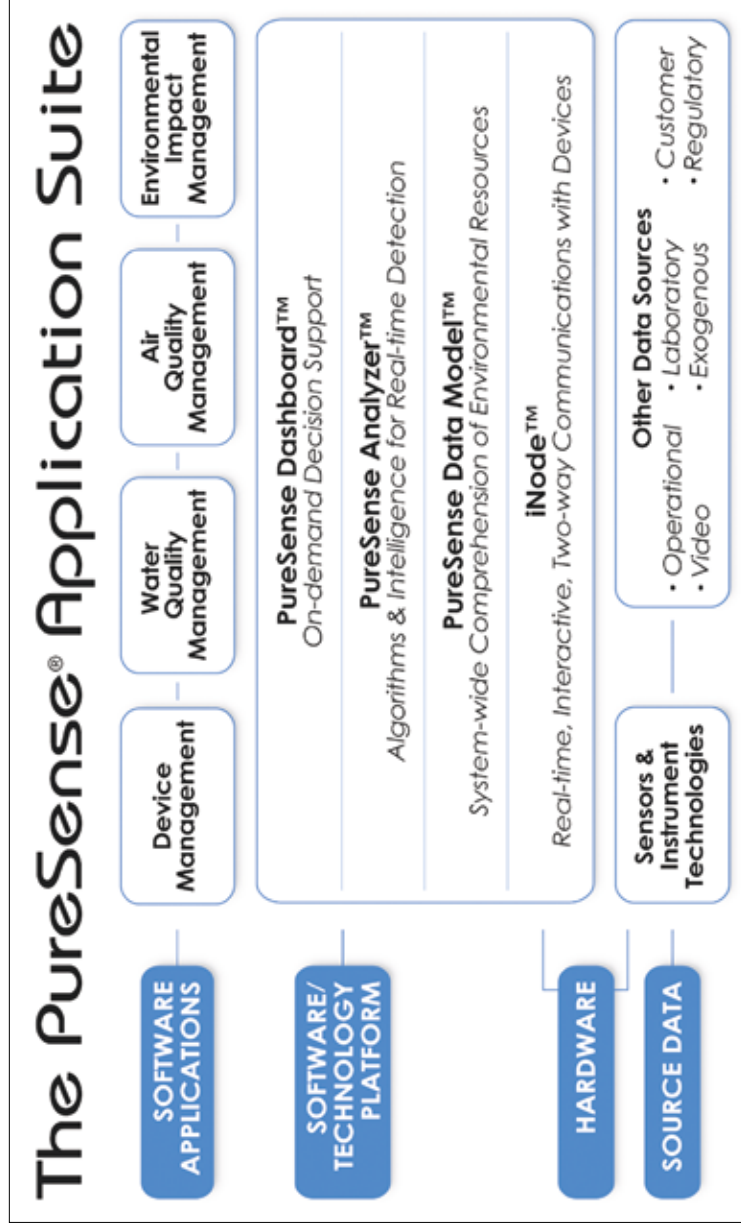 The PureSense® Application Suite
SOFTWARE
APPLICATIONS
Device
Management
Water
Quality
Management
Air
Quality
Management
Environmental
Impact
Management
SOFTWARE/
TECHNOLOGY
PLATFORM
PureSense Dashboard™
On-demand Decision Support
PureSense Analyzer™
Algorithms & Intelligence for Real-time Detection
PureSense Data Model™
System-wide Comprehension of Environmental Resources
iNode™
Real-time, Interactive, Two-way Communications with Devices
HARDWARE
SOURCE DATA
Sensors &
Instrument
Technologies
Other Data Sources
• Operational • Laboratory • Customer
• Video • Exogenous • Regulatory